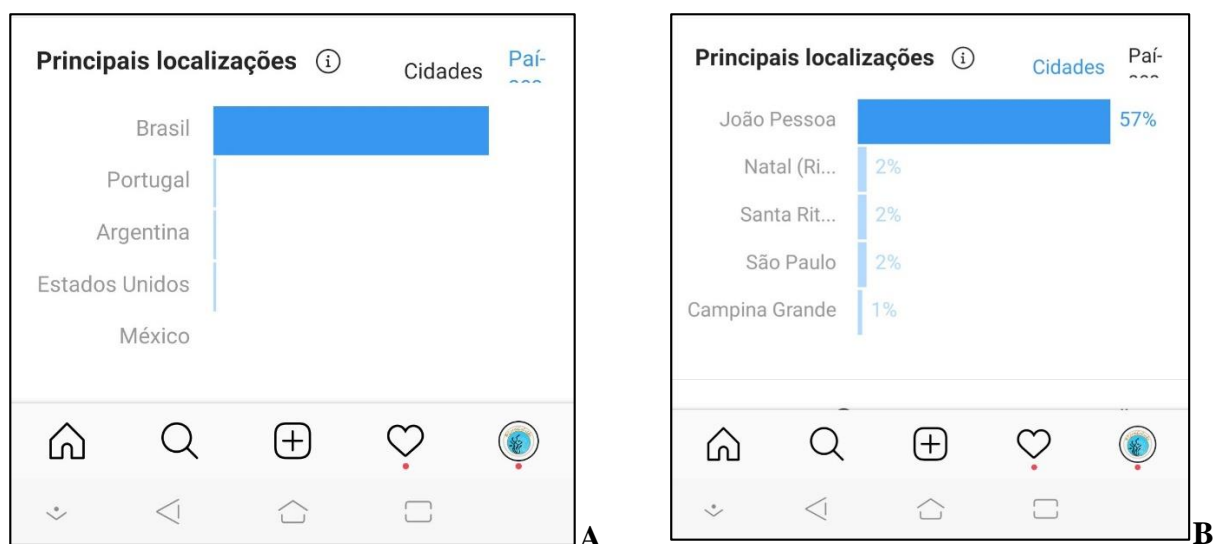 Principais localizações
Cidades
Paí-
Brasil
Portugal
Argentina
Estados Unidos
México
A
Principais localizações
Cidades
Paí-
João Pessoa 57%
Natal (Ri... 2%
Santa Rit... 2%
São Paulo 2%
Campina Grande 1%
B